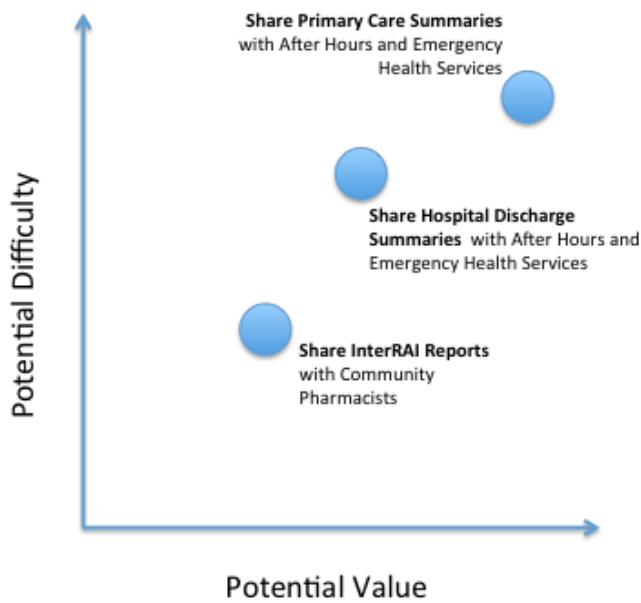 Share Primary Care Summaries
with After Hours and Emergency
Health Services
Share Hospital Discharge
Summaries with After Hours and
Emergency Health Services
Share InterRAI Reports
with Community
Pharmacists
Potential Difficulty
Potential Value